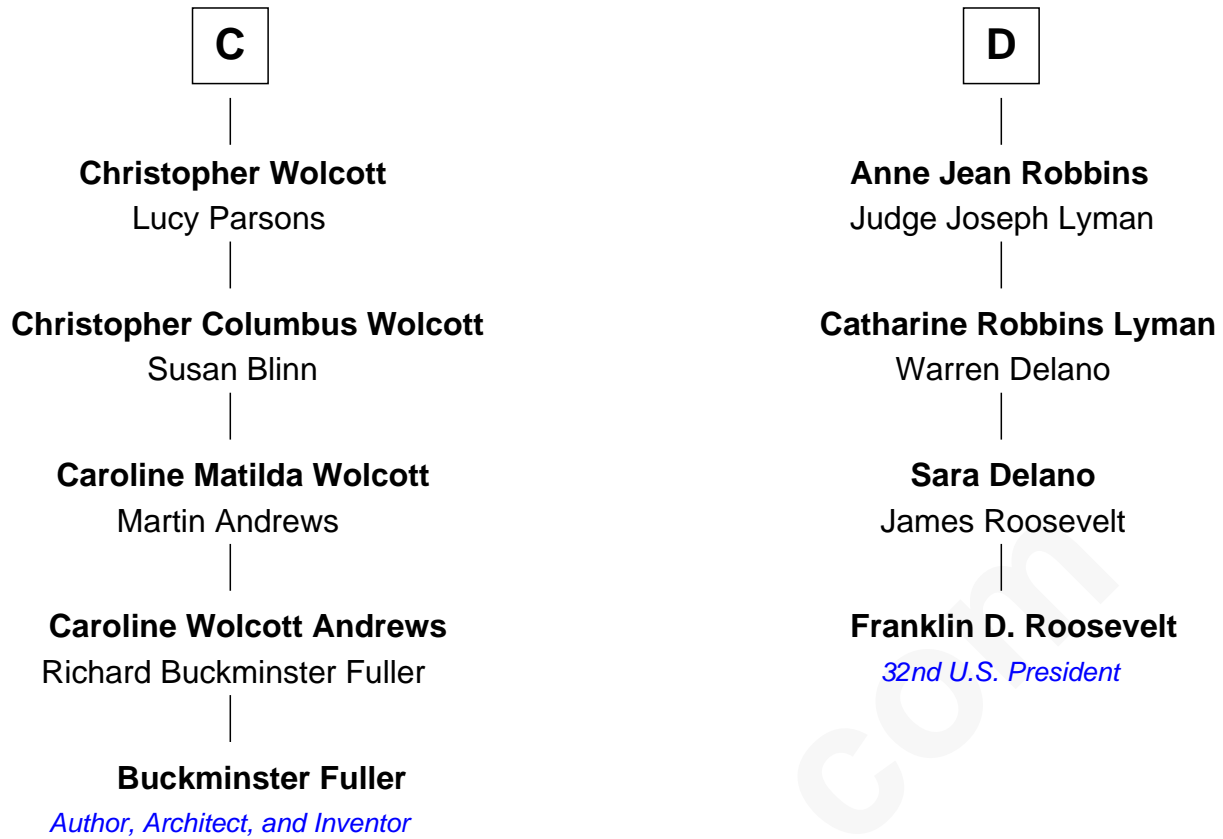 C
Christopher Wolcott
Lucy Parsons
Christopher Columbus Wolcott
Susan Blinn
Caroline Matilda Wolcott
Martin Andrews
Caroline Wolcott Andrews
Richard Buckminster Fuller
Buckminster Fuller
Author, Architect, and Inventor
D
Anne Jean Robbins
Judge Joseph Lyman
Catharine Robbins Lyman
Warren Delano
Sara Delano
James Roosevelt
Franklin D. Roosevelt
32nd U.S. President
com